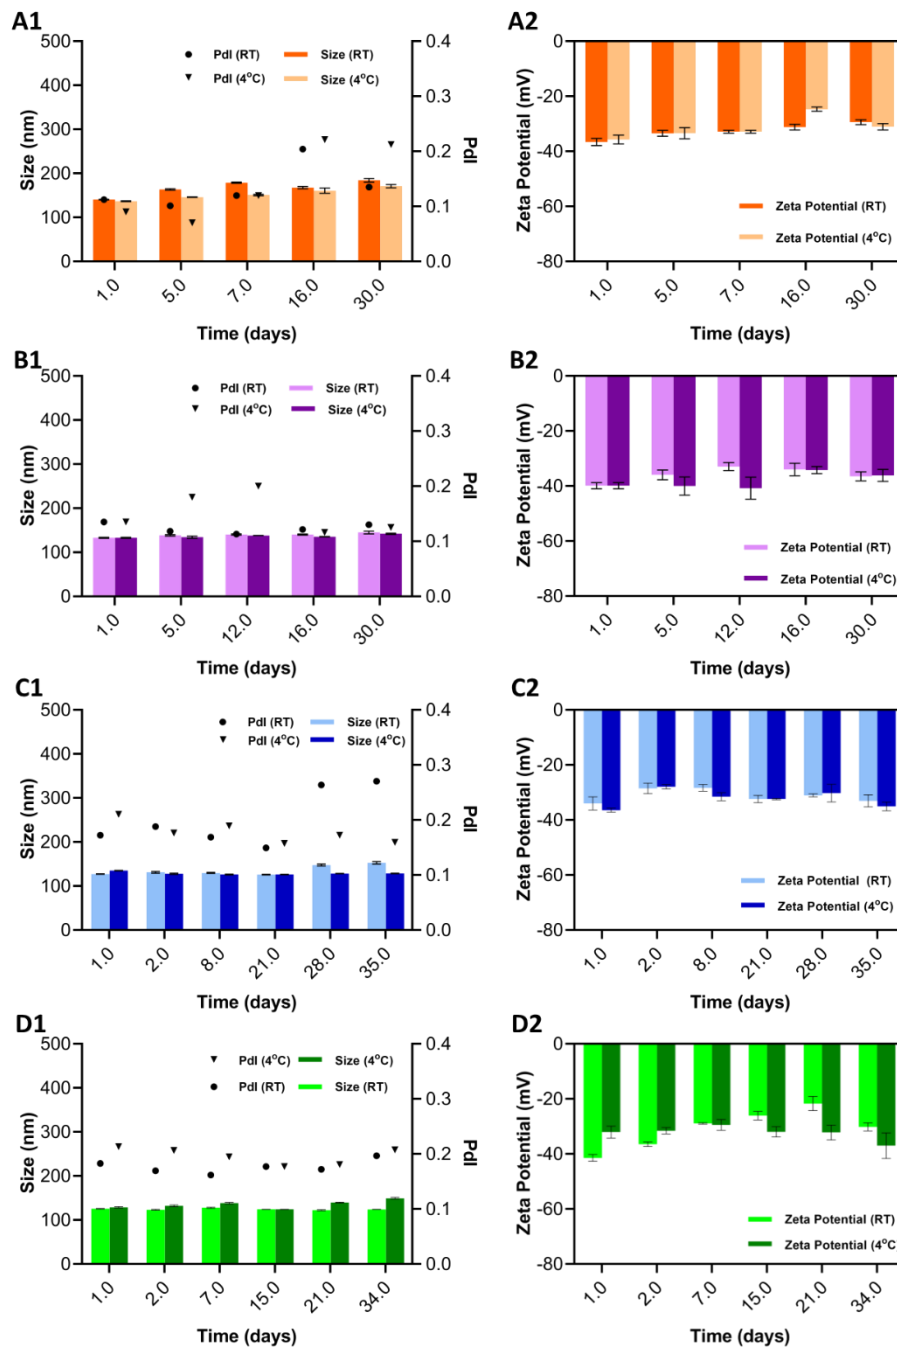 A1
Size (nm)
500
400
300
200
100
0
PdI (RT)
Size (RT)
PdI (4°C)
Size (4°C)
0.4
0.3
0.2
0.1
0.0
PdI
1.0
5.0
7.0
16.0
30.0
Time (days)
A2
Zeta Potential (mV)
0
-20
-40
-60
-80
Zeta Potential (RT)
Zeta Potential (4°C)
1.0
5.0
7.0
16.0
30.0
Time (days)
B1
Size (nm)
500
400
300
200
100
0
PdI (RT)
Size (RT)
PdI (4°C)
Size (4°C)
0.4
0.3
0.2
0.1
0.0
PdI
1.0
5.0
12.0
16.0
30.0
Time (days)
B2
Zeta Potential (mV)
0
-20
-40
-60
-80
Zeta Potential (RT)
Zeta Potential (4°C)
1.0
5.0
12.0
16.0
30.0
Time (days)
C1
Size (nm)
500
400
300
200
100
0
PdI (RT)
Size (RT)
PdI (4°C)
Size (4°C)
0.4
0.3
0.2
0.1
0.0
PdI
1.0
2.0
8.0
21.0
28.0
35.0
Time (days)
C2
Zeta Potential (mV)
0
-20
-40
-60
-80
Zeta Potential (RT)
Zeta Potential (4°C)
1.0
2.0
8.0
21.0
28.0
35.0
Time (days)
D1
Size (nm)
500
400
300
200
100
0
PdI (4°C)
Size (4°C)
PdI (RT)
Size (RT)
0.4
0.3
0.2
0.1
0.0
PdI
1.0
2.0
7.0
15.0
21.0
34.0
Time (days)
D2
Zeta Potential (mV)
0
-20
-40
-60
-80
Zeta Potential (RT)
Zeta Potential (4°C)
1.0
2.0
7.0
15.0
21.0
34.0
Time (days)